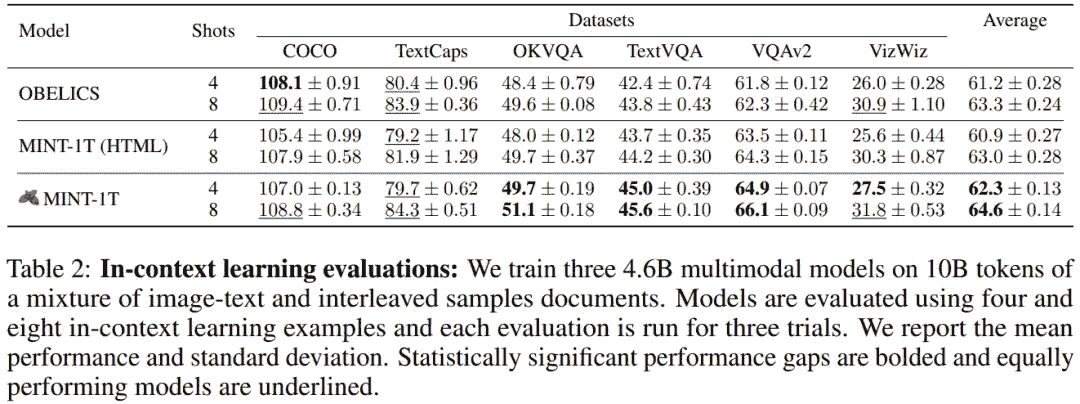 Model Shots Datasets Average
COCO TextCaps OKVQA TextVQA VQAv2 VizWiz
OBELICS 4 108.1 ± 0.91 80.4 ± 0.96 48.4 ± 0.79 42.4 ± 0.74 61.8 ± 0.12 26.0 ± 0.28 61.2 ± 0.28
8 109.4 ± 0.71 83.9 ± 0.36 49.6 ± 0.08 43.8 ± 0.43 62.3 ± 0.42 30.9 ± 1.10 63.3 ± 0.24
MINT-1T (HTML) 4 105.4 ± 0.99 79.2 ± 1.17 48.0 ± 0.12 43.7 ± 0.35 63.5 ± 0.11 25.6 ± 0.44 60.9 ± 0.27
8 107.9 ± 0.58 81.9 ± 1.29 49.7 ± 0.37 44.2 ± 0.30 64.3 ± 0.15 30.3 ± 0.87 63.0 ± 0.28
MINT-1T 4 107.0 ± 0.13 79.7 ± 0.62 49.7 ± 0.19 45.0 ± 0.39 64.9 ± 0.07 27.5 ± 0.32 62.3 ± 0.13
8 108.8 ± 0.34 84.3 ± 0.51 51.1 ± 0.18 45.6 ± 0.10 66.1 ± 0.09 31.8 ± 0.53 64.6 ± 0.14
Table 2: In-context learning evaluations: We train three 4.6B multimodal models on 10B tokens of
a mixture of image-text and interleaved samples documents. Models are evaluated using four and
eight in-context learning examples and each evaluation is run for three trials. We report the mean
performance and standard deviation. Statistically significant performance gaps are bolded and equally
performing models are underlined.